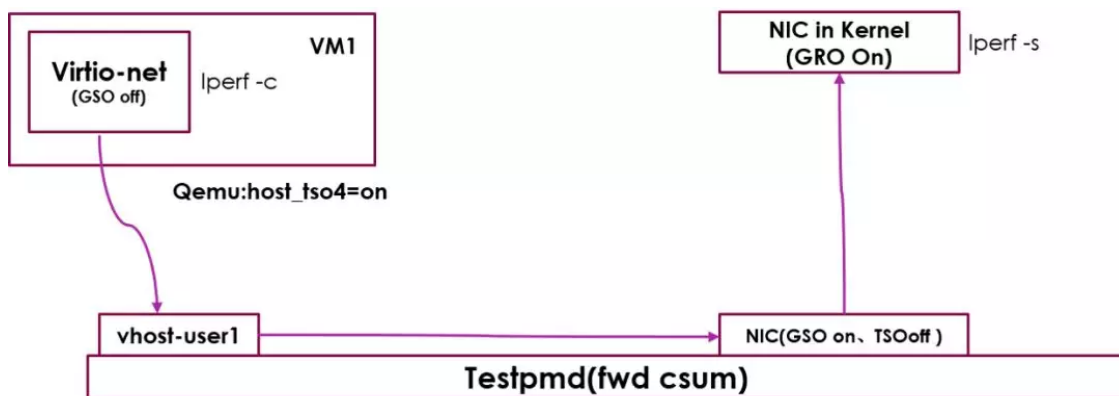 VM1
Virtio-net
(GSO off)
Iperf -c
Qemu:host_tso4=on
NIC in Kernel
(GRO On)
Iperf -s
vhost-user1
NIC(GSO on、TSOoff )
Testpmd(fwd csum)